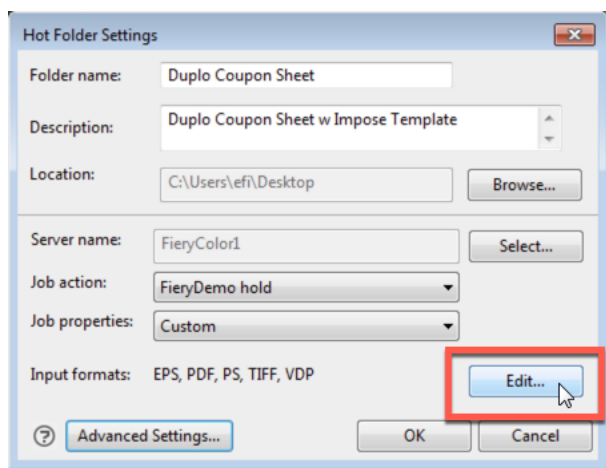 Hot Folder Settings
Folder name: Duplo Coupon Sheet
Description: Duplo Coupon Sheet w Impose Template
Location: C:\Users\efi\Desktop Browse...
Server name: FieryColor1 Select...
Job action: FieryDemo hold
Job properties: Custom
Input formats: EPS, PDF, PS, TIFF, VDP Edit...
? Advanced Settings... OK Cancel